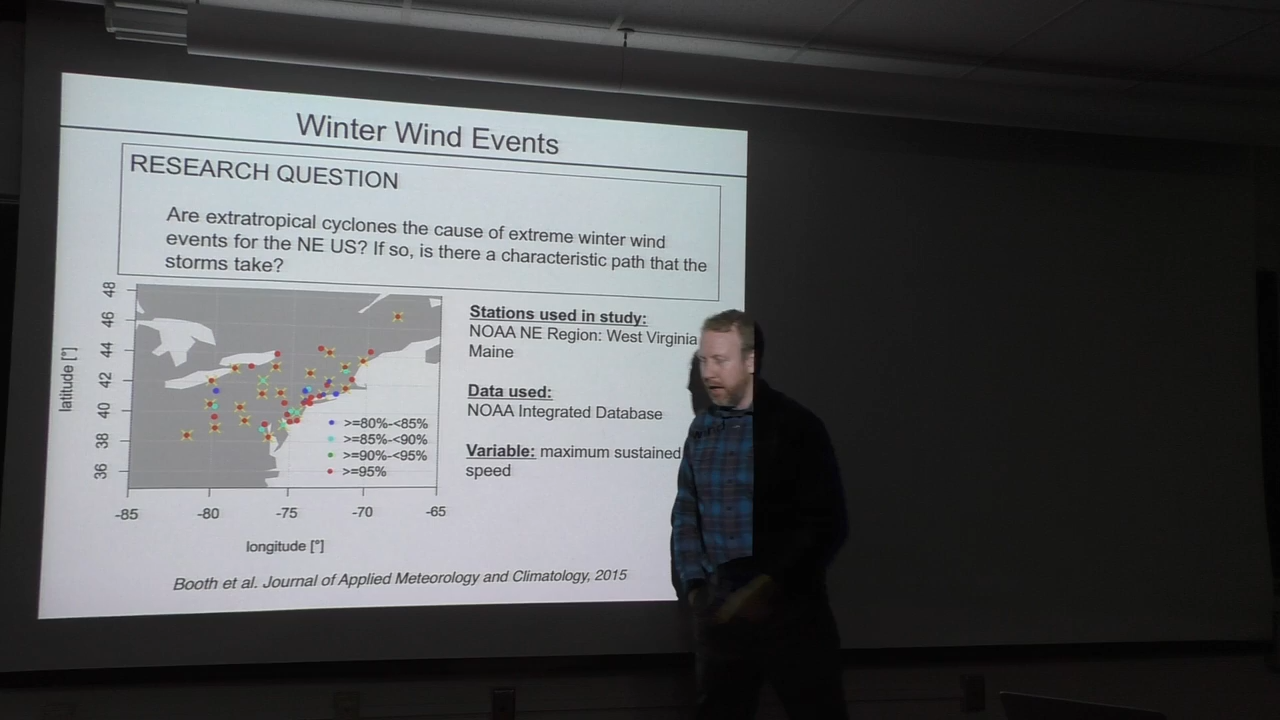 Winter Wind Events
RESEARCH QUESTION
Are extratropical cyclones the cause of extreme winter wind
events for the NE US? If so, is there a characteristic path that the
storms take?
48
46
44
42
40
38
36
latitude [°]
>=80%-<85%
>=85%-<90%
>=90%-<95%
>=95%
-85
-80
-75
-70
-65
longitude [°]
Stations used in study:
NOAA NE Region: West Virginia
Maine
Data used:
NOAA Integrated Database
Variable: maximum sustained
wind
speed
Booth et al. Journal of Applied Meteorology and Climatology, 2015